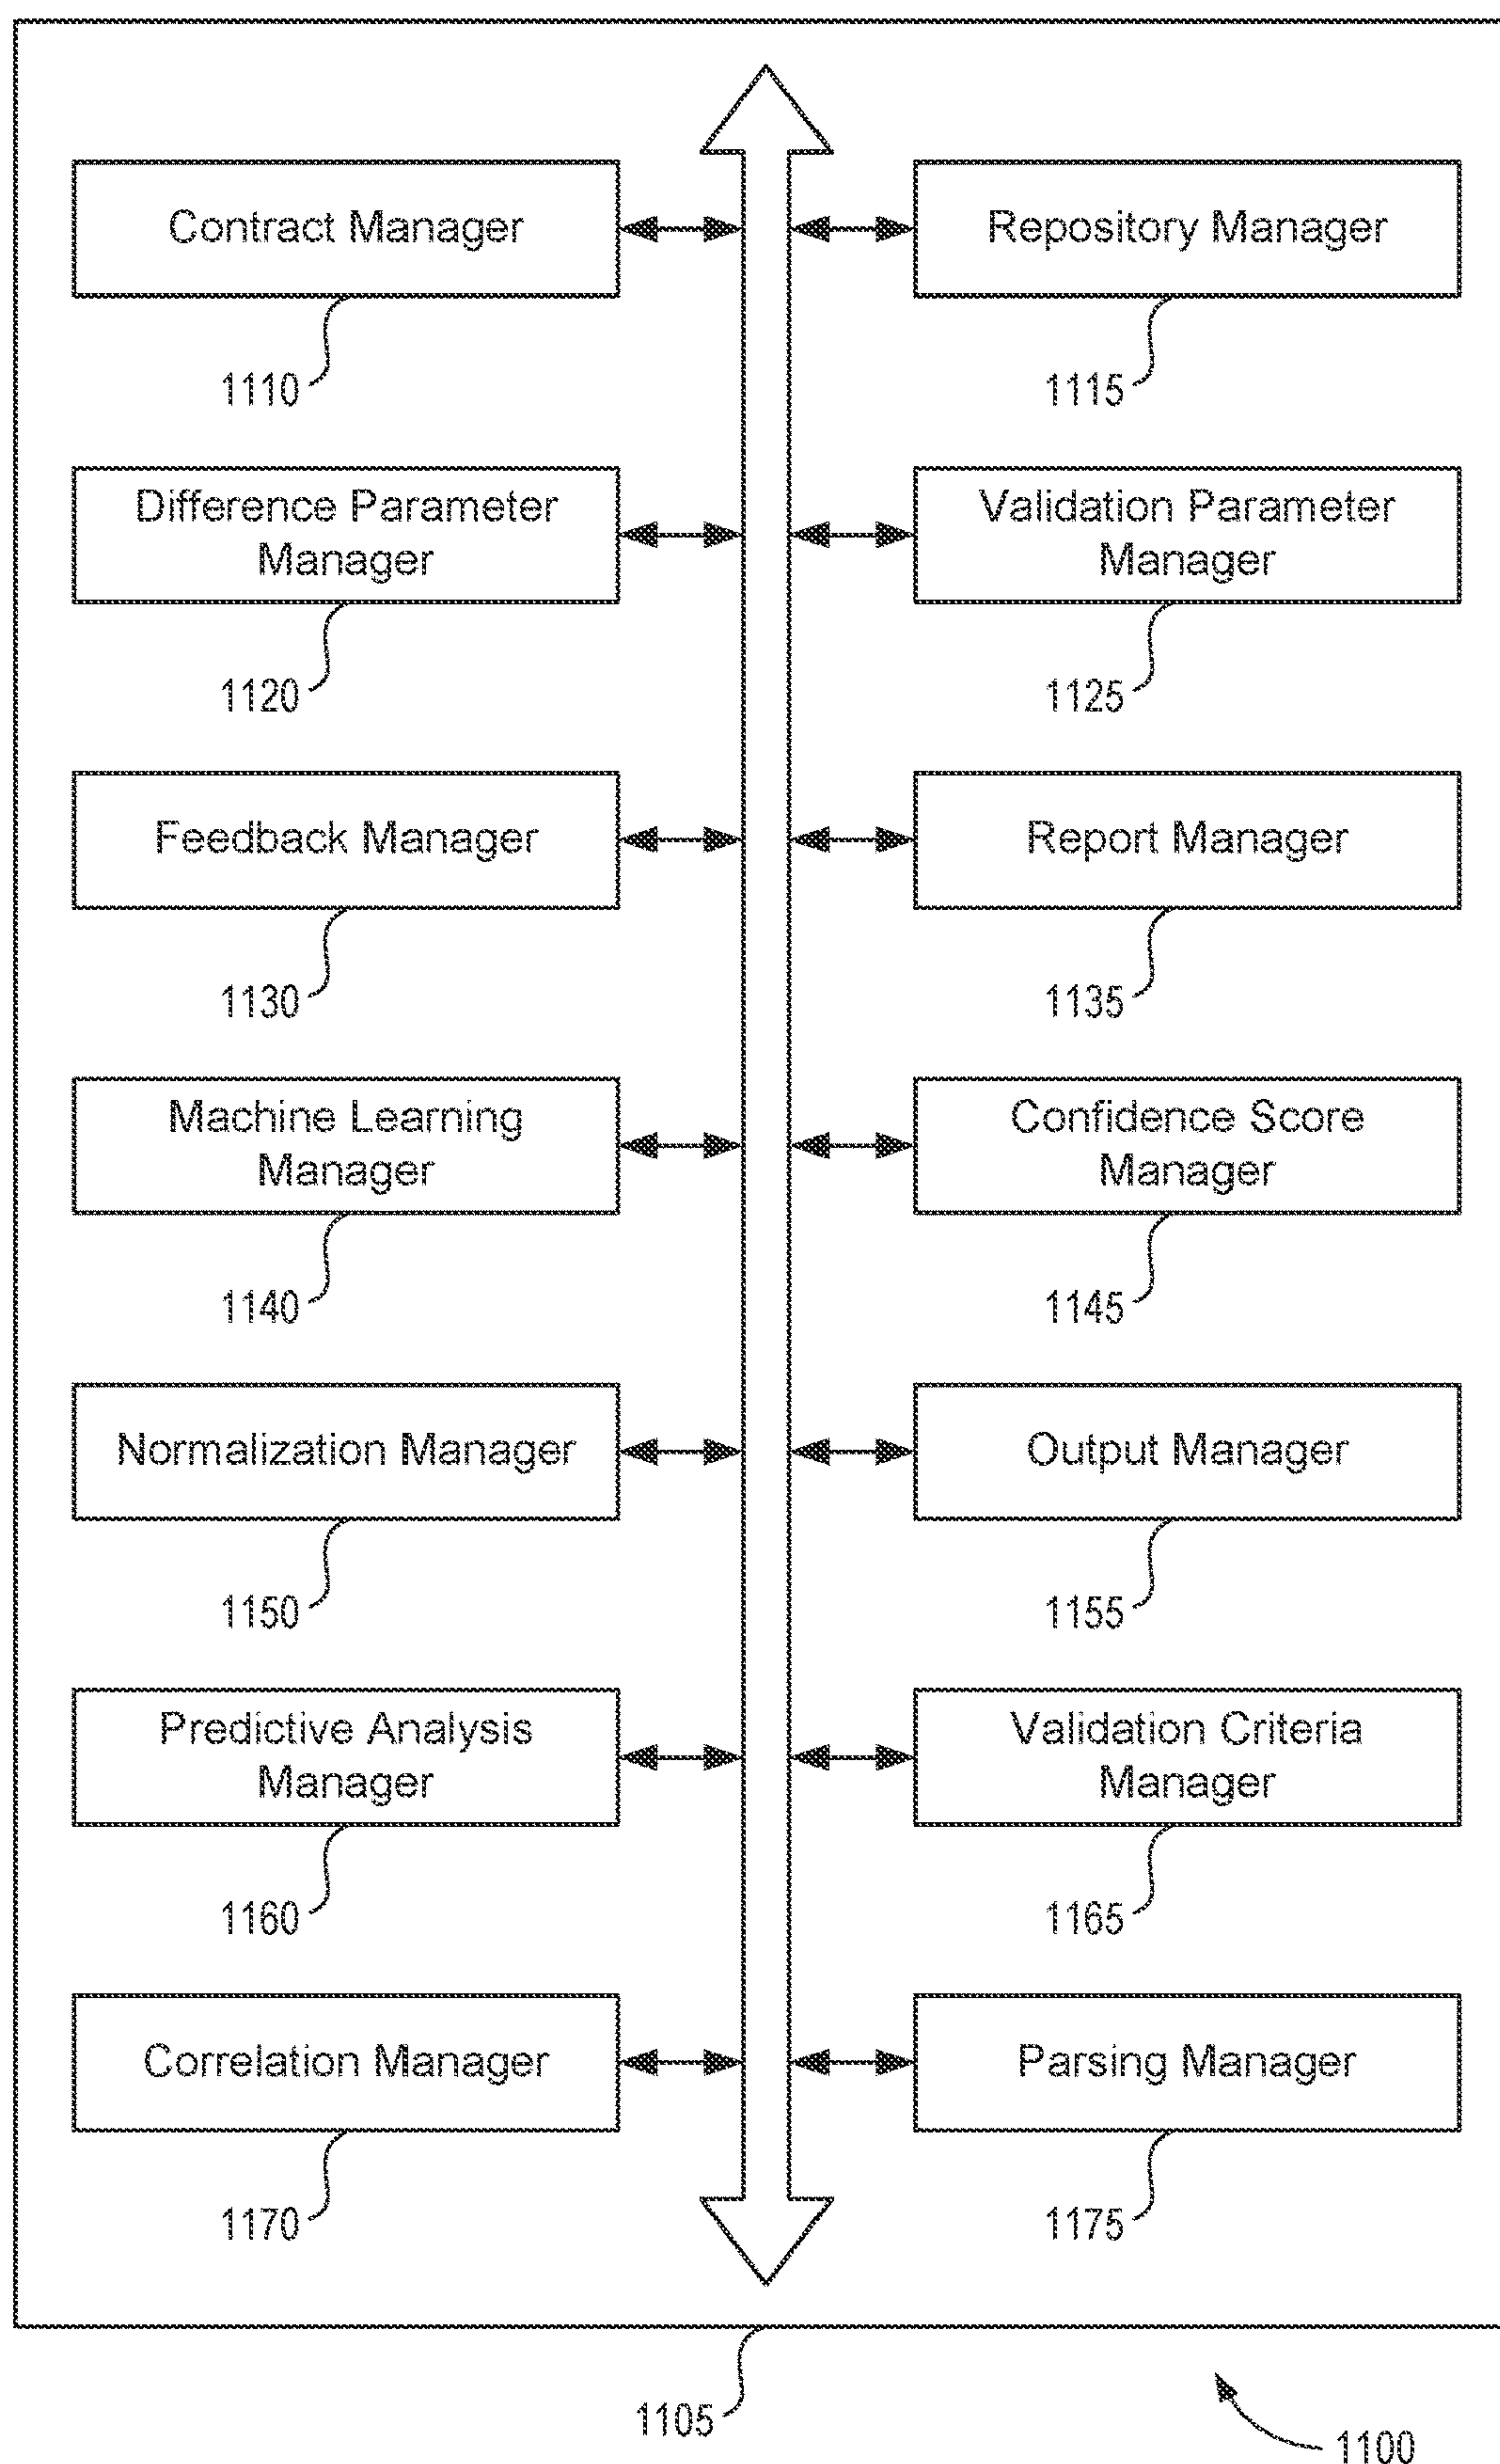 Contract Manager
Repository Manager
1110
1115
Difference Parameter
Manager
Validation Parameter
Manager
1120
1125
Feedback Manager
Report Manager
1130
1135
Machine Learning
Manager
Confidence Score
Manager
1140
1145
Normalization Manager
Output Manager
1150
1155
Predictive Analysis
Manager
Validation Criteria
Manager
1160
1165
Correlation Manager
Parsing Manager
1170
1175
1105
1100